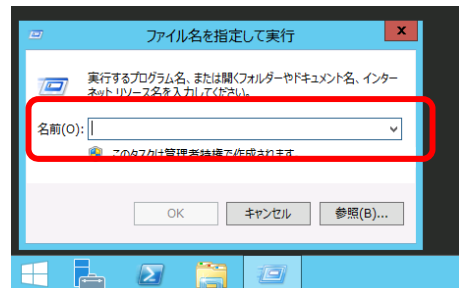 ファイル名を指定して実行
x
実行するプログラム名、または開くフォルダーやドキュメント名、インター
ネット リソース名を入力してください。
名前(O):
このタスクは管理者特権で作成されます。
OK
キャンセル
参照(B)...